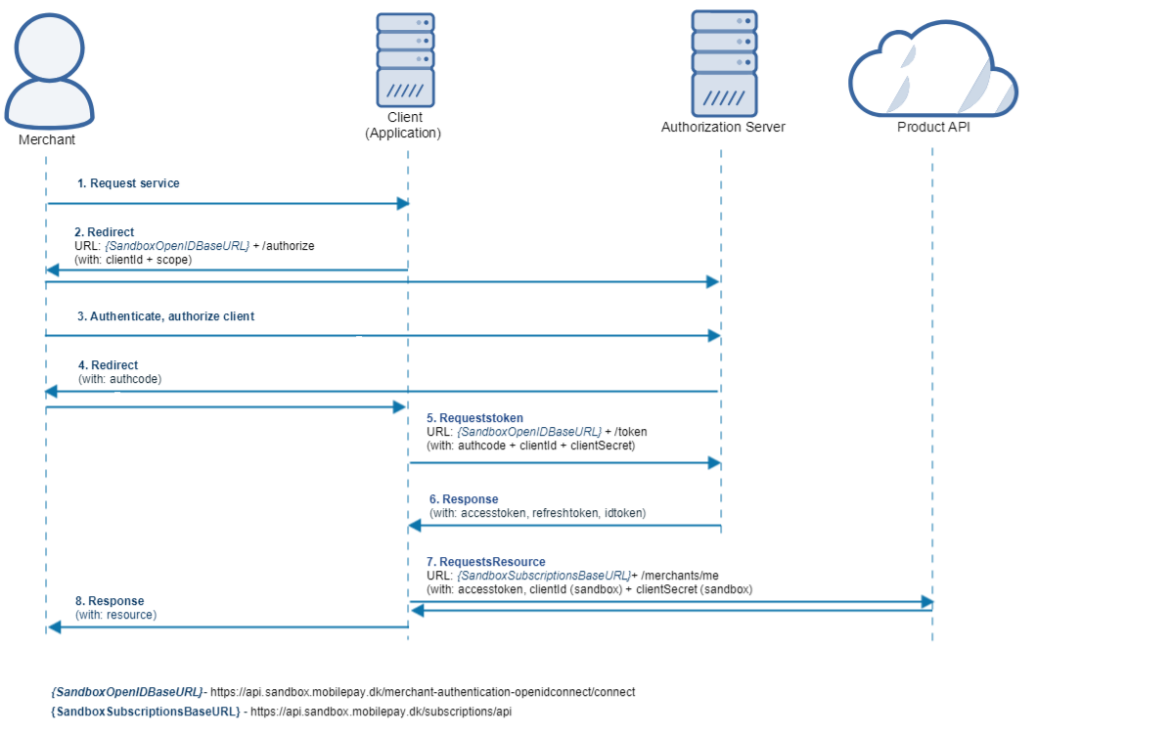 Merchant
Client
(Application)
Authorization Server
Product API
1. Request service
2. Redirect
URL: {SandboxOpenIDBaseURL} + /authorize
(with: clientId + scope)
3. Authenticate, authorize client
4. Redirect
(with: authcode)
5. Requeststoken
URL: {SandboxOpenIDBaseURL} + /token
(with: authcode + clientId + clientSecret)
6. Response
(with: accesstoken, refreshtoken, idtoken)
7. RequestsResource
URL: {SandboxSubscriptionsBaseURL}+ /merchants/me
(with: accesstoken, clientId (sandbox) + clientSecret (sandbox)
8. Response
(with: resource)
{SandboxOpenIDBaseURL}- https://api.sandbox.mobilepay.dk/merchant-authentication-openidconnect/connect
{SandboxSubscriptionsBaseURL} - https://api.sandbox.mobilepay.dk/subscriptions/api